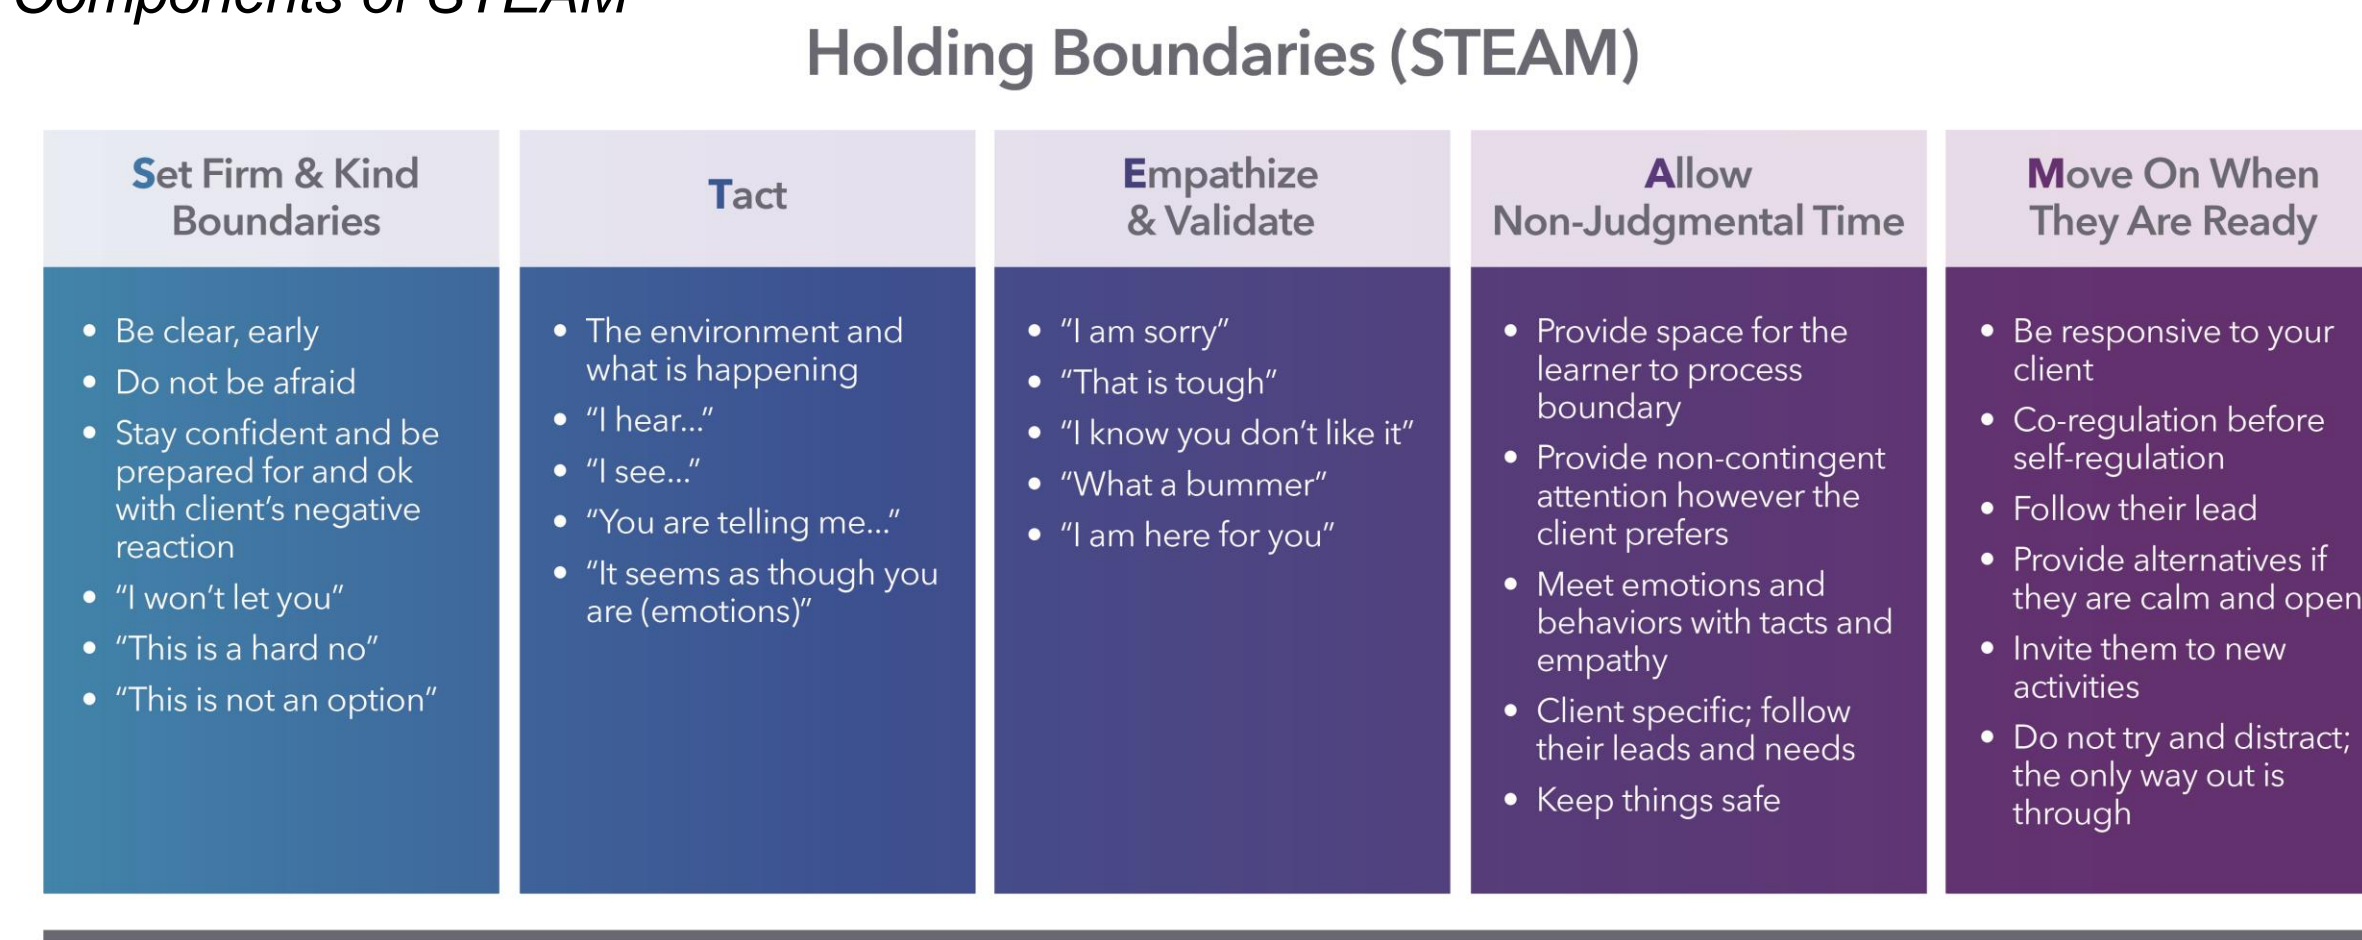 Components of STEAM
Holding Boundaries (STEAM)
Set Firm & Kind
Boundaries
• Be clear, early
• Do not be afraid
• Stay confident and be
prepared for and ok
with client’s negative
reaction
• “I won’t let you”
• “This is a hard no”
• “This is not an option”
Tact
• The environment and
what is happening
• “I hear...”
• “I see...”
• “You are telling me...”
• “It seems as though you
are (emotions)”
Empathize
& Validate
• “I am sorry”
• “That is tough”
• “I know you don’t like it”
• “What a bummer”
• “I am here for you”
Allow
Non-Judgmental Time
• Provide space for the
learner to process
boundary
• Provide non-contingent
attention however the
client prefers
• Meet emotions and
behaviors with tacts and
empathy
• Client specific; follow
their leads and needs
• Keep things safe
Move On When
They Are Ready
• Be responsive to your
client
• Co-regulation before
self-regulation
• Follow their lead
• Provide alternatives if
they are calm and open
• Invite them to new
activities
• Do not try and distract;
the only way out is
through